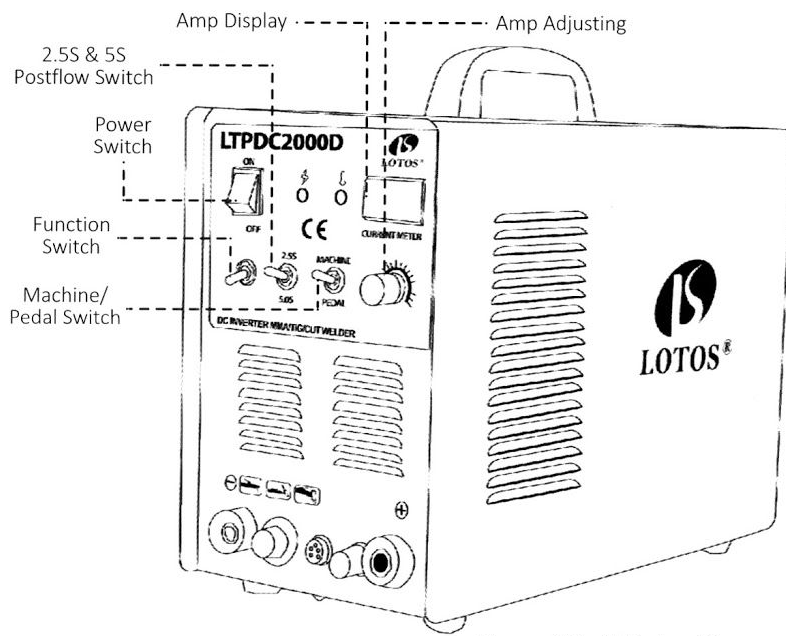 Amp Display
Amp Adjusting
2.5S & 5S
Postflow Switch
Power
Switch
Function
Switch
Machine/
Pedal Switch
LTPDC2000D
LOTOS®
ON
OFF
CE
CURRNT METER
2.5S
MACHINE
5.0S
PEDAL
DC INVERTER MMA/TIG/CUT WELDER
LOTOS®